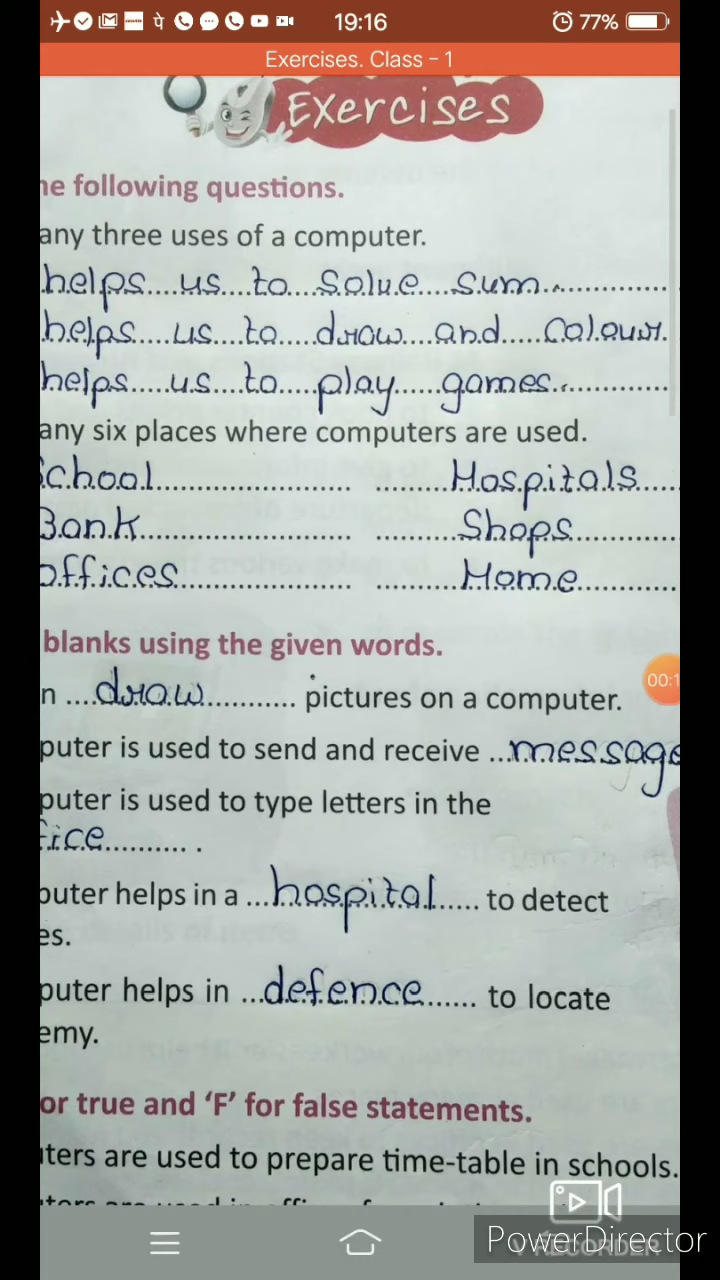 19:16
77%
Exercises. Class - 1
Exercises
he following questions.
any three uses of a computer.
helps us to Solve Sum.
helps us to draw and Colour.
helps us to play games.
any six places where computers are used.
School Hospitals
Bank Shops
offices Home
blanks using the given words.
n draw pictures on a computer.
puter is used to send and receive message
puter is used to type letters in the
fice .
puter helps in a hospital to detect
es.
puter helps in defence to locate
emy.
or true and ‘F’ for false statements.
uters are used to prepare time-table in schools.
00:1
PowerDirector
RECORDER